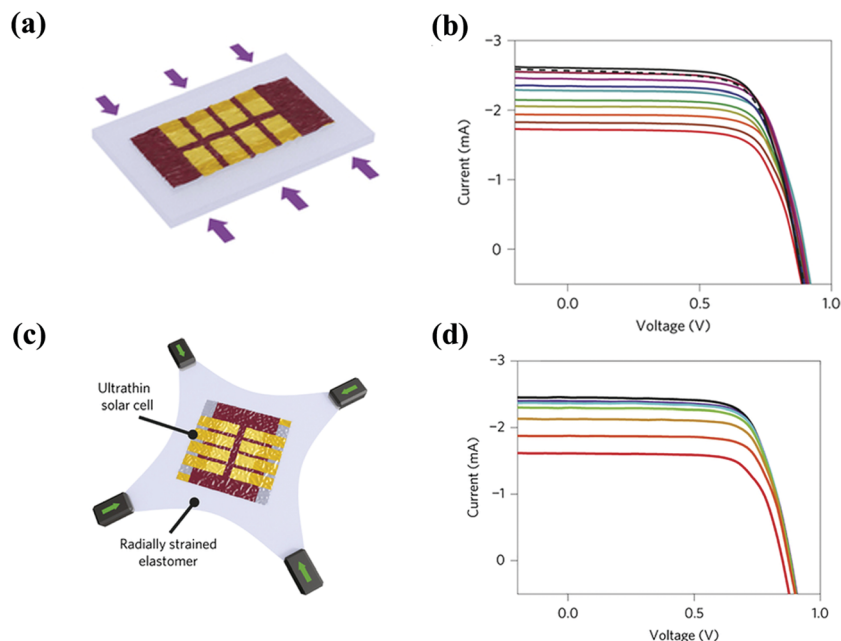 (a)
(b)
−3
−2
−1
0
Current (mA)
0.0
0.5
1.0
Voltage (V)
(c)
Ultrathin
solar cell
Radially strained
elastomer
(d)
−3
−2
−1
0
Current (mA)
0.0
0.5
1.0
Voltage (V)